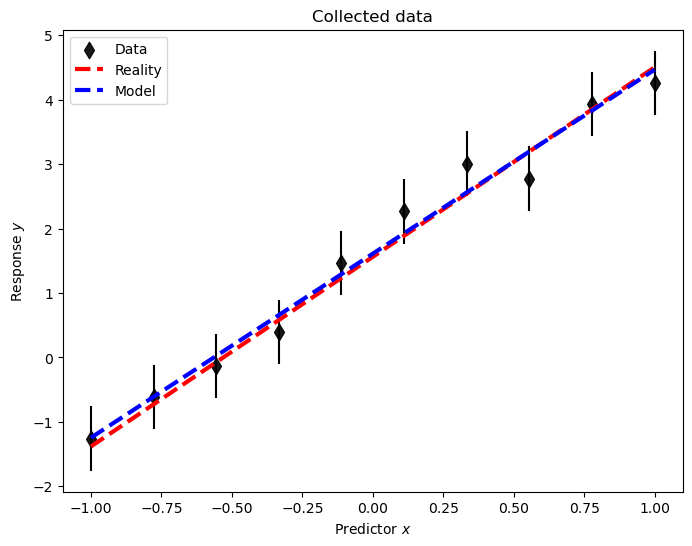 Collected data
Data
Reality
Model
Response y
5
4
3
2
1
0
−1
−2
−1.00 −0.75 −0.50 −0.25 0.00 0.25 0.50 0.75 1.00
Predictor x